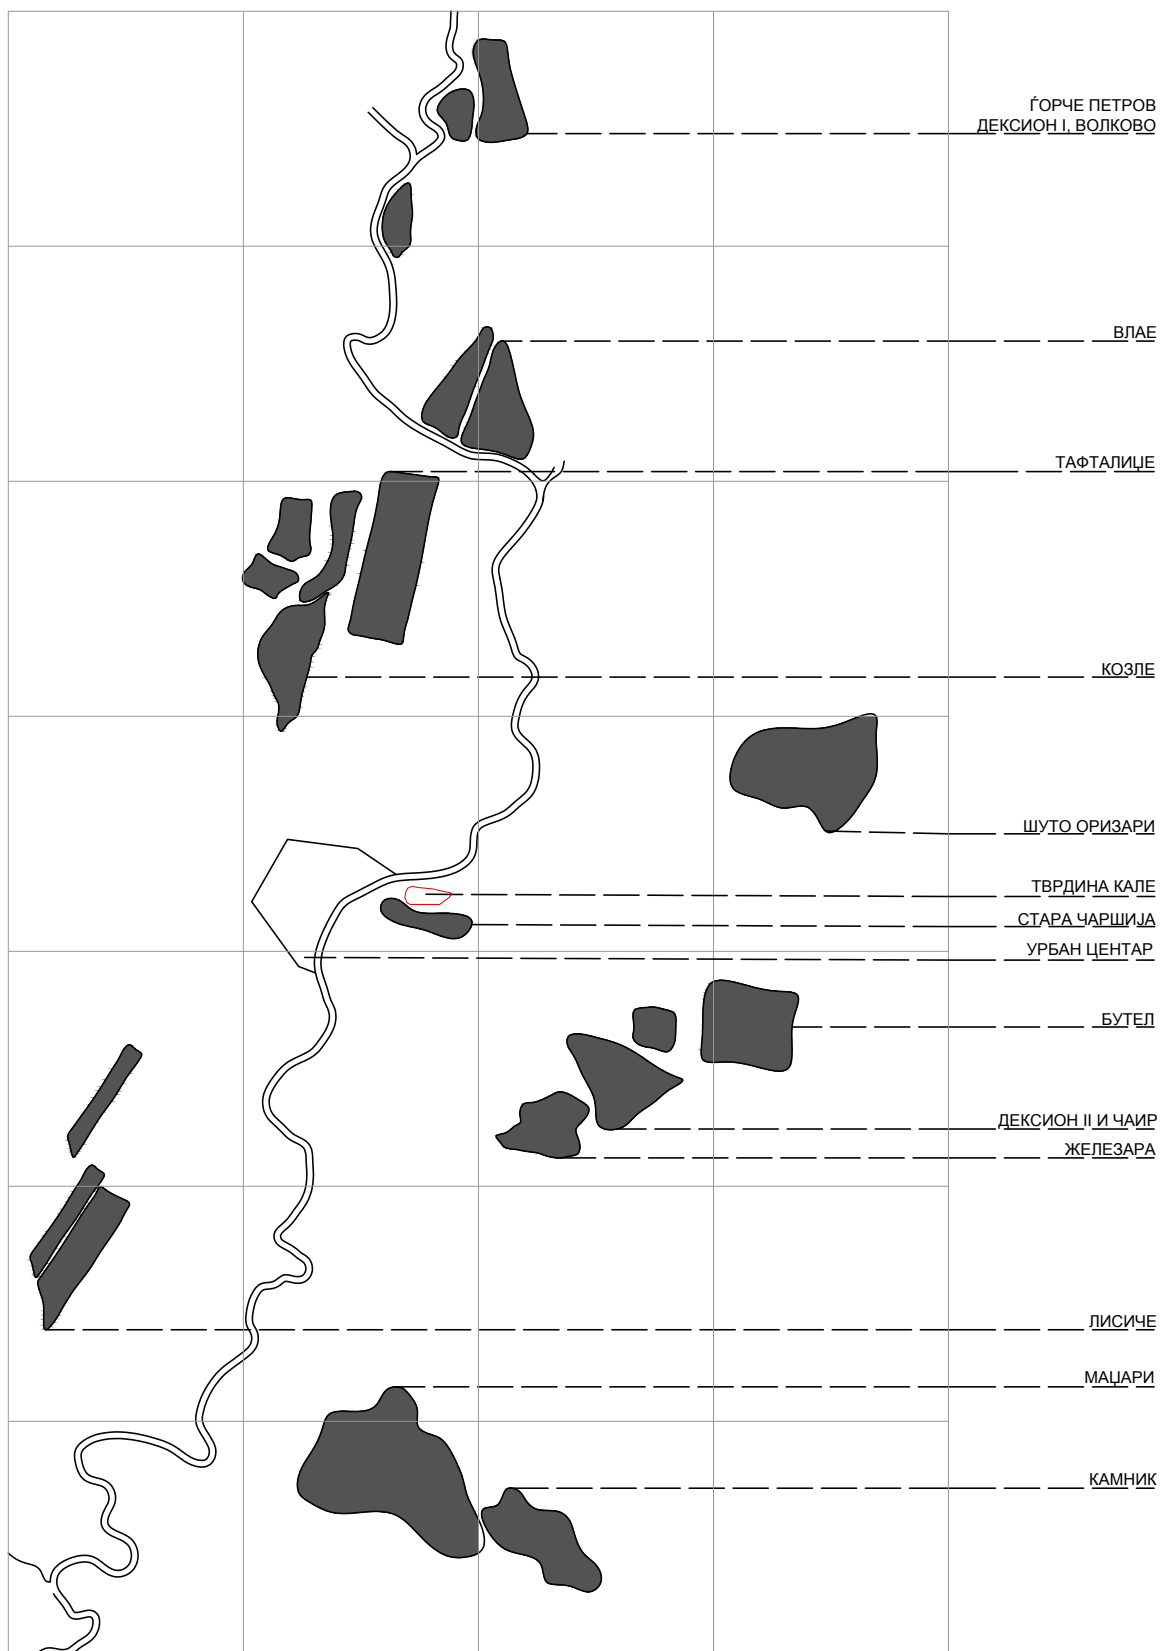 ЃОРЧЕ ПЕТРОВ
ДЕКСИОН I, ВОЛКОВО
ВЛАЕ
ТАФТАЛИЏЕ
КОЗЛЕ
ШУТО ОРИЗАРИ
ТВРДИНА КАЛЕ
СТАРА ЧАРШИЈА
УРБАН ЦЕНТАР
БУТЕЛ
ДЕКСИОН II И ЧАИР
ЖЕЛЕЗАРА
ЛИСИЧЕ
МАЏАРИ
КАМНИК